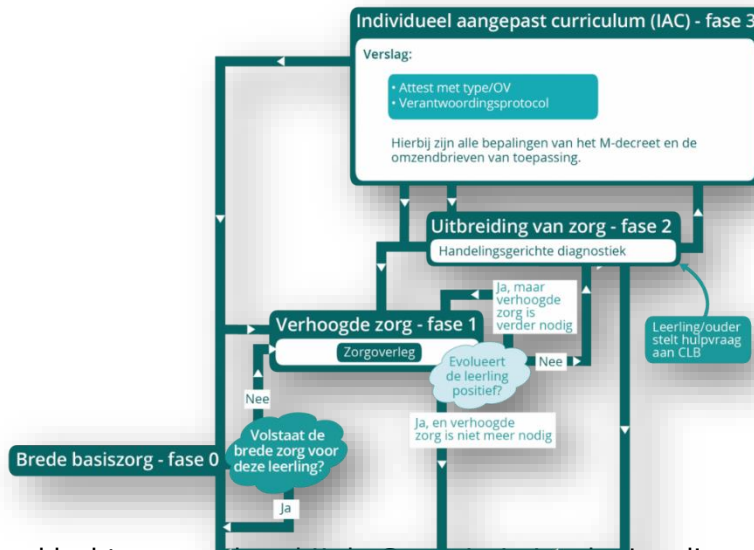 Individueel aangepast curriculum (IAC) - fase 3
Verslag:
• Attest met type/OV
• Verantwoordingsprotocol
Hierbij zijn alle bepalingen van het M-decreet en de
omzendbrieven van toepassing.
Uitbreiding van zorg - fase 2
Handelingsgerichte diagnostiek
Leerling/ouder
stelt hulpvraag
aan CLB
Ja, maar
verhoogde
zorg is
verder nodig
Verhoogde zorg - fase 1
Zorgoverleg
Evolueert
de leerling
positief?
Nee
Ja, en verhoogde
zorg is niet meer nodig
Nee
Volstaat de
brede zorg voor
deze leerling?
Brede basiszorg - fase 0
Ja